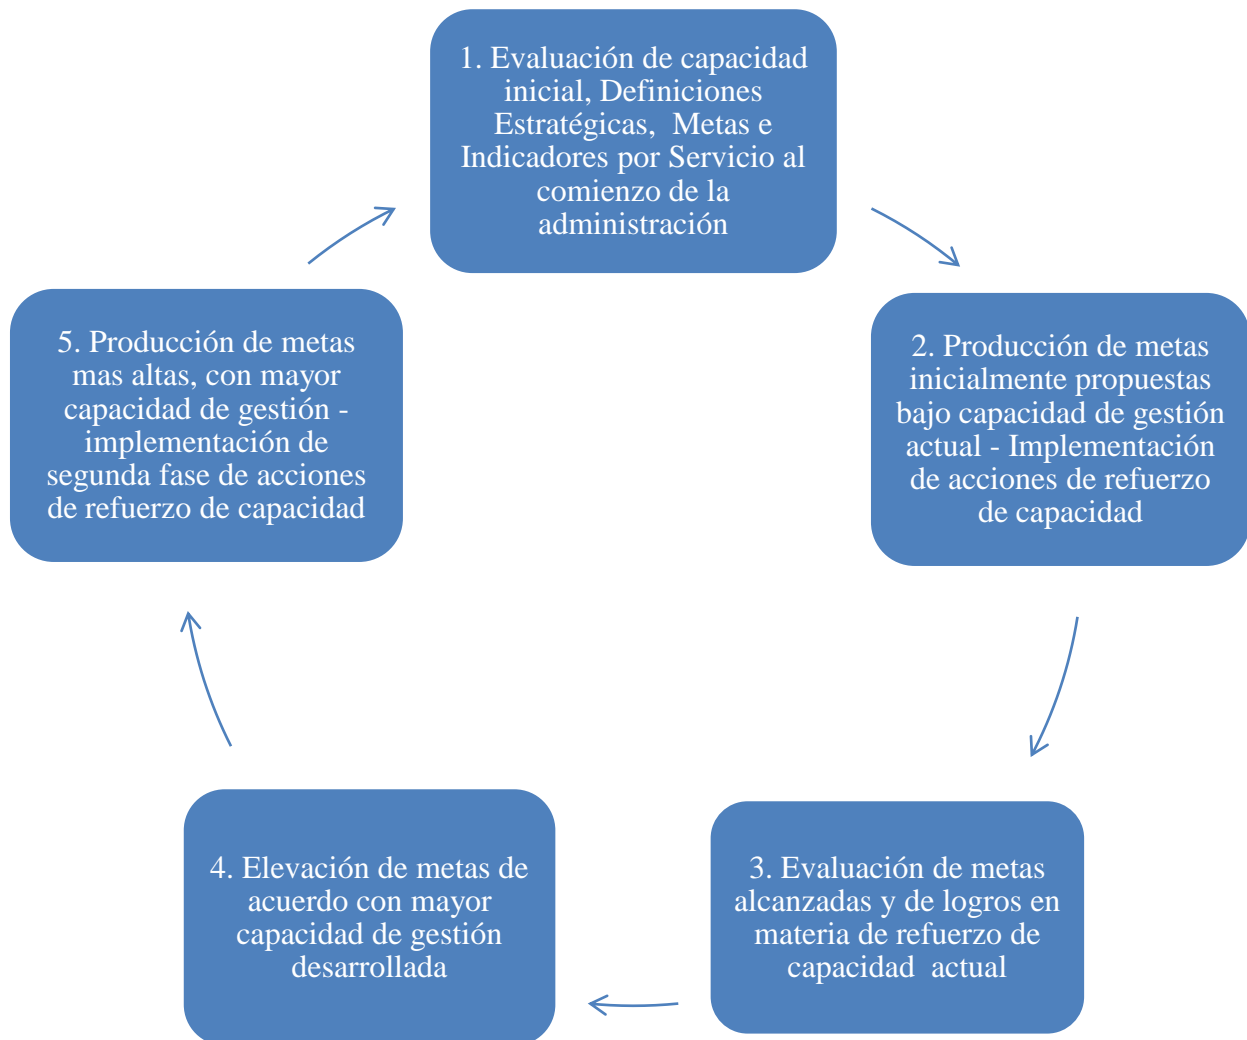 1. Evaluación de capacidad
inicial, Definiciones
Estratégicas,  Metas e
Indicadores por Servicio al
comienzo de la
administración
2. Producción de metas
inicialmente propuestas
bajo capacidad de gestión
actual - Implementación
de acciones de refuerzo
de capacidad
3. Evaluación de metas
alcanzadas y de logros en
materia de refuerzo de
capacidad  actual
4. Elevación de metas de
acuerdo con mayor
capacidad de gestión
desarrollada
5. Producción de metas
mas altas, con mayor
capacidad de gestión -
implementación de
segunda fase de acciones
de refuerzo de capacidad